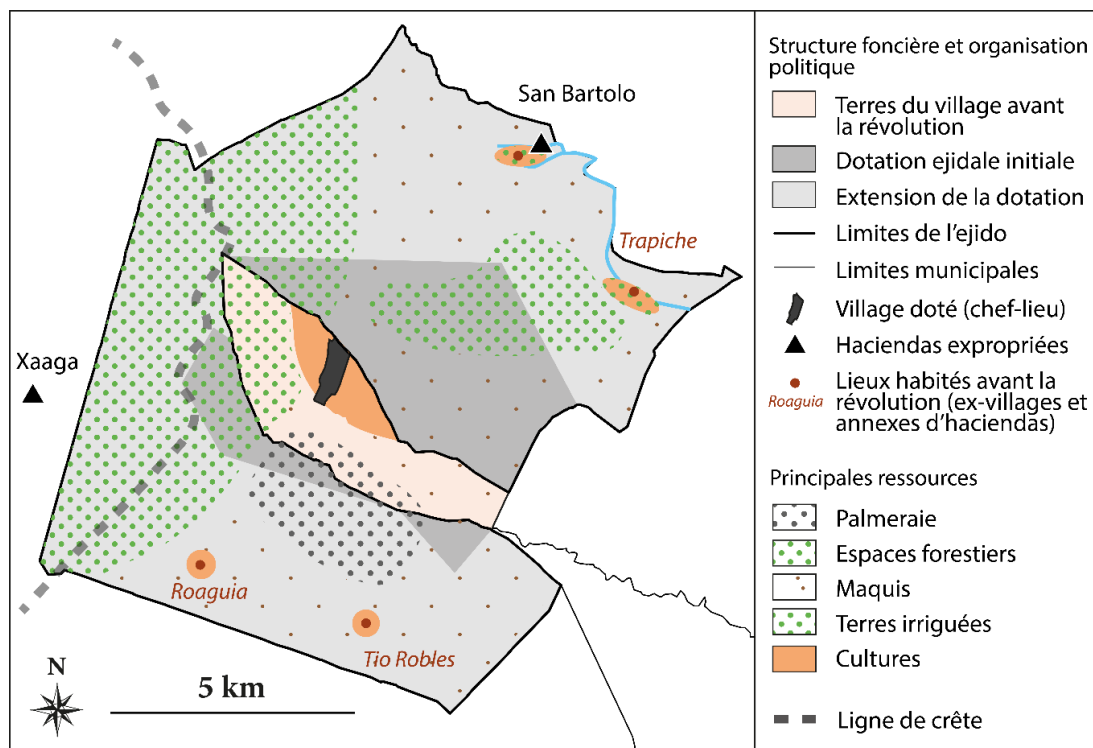 San Bartolo
Trapiche
Xaaga
Roaguia
Tio Robles
N
5 km
Structure foncière et organisation
politique
Terres du village avant
la révolution
Dotation ejidale initiale
Extension de la dotation
Limites de l'ejido
Limites municipales
Village doté (chef-lieu)
Haciendas expropriées
Roaguia
Lieux habités avant la
révolution (ex-villages et
annexes d'haciendas)
Principales ressources
Palmeraie
Espaces forestiers
Maquis
Terres irriguées
Cultures
Ligne de crête